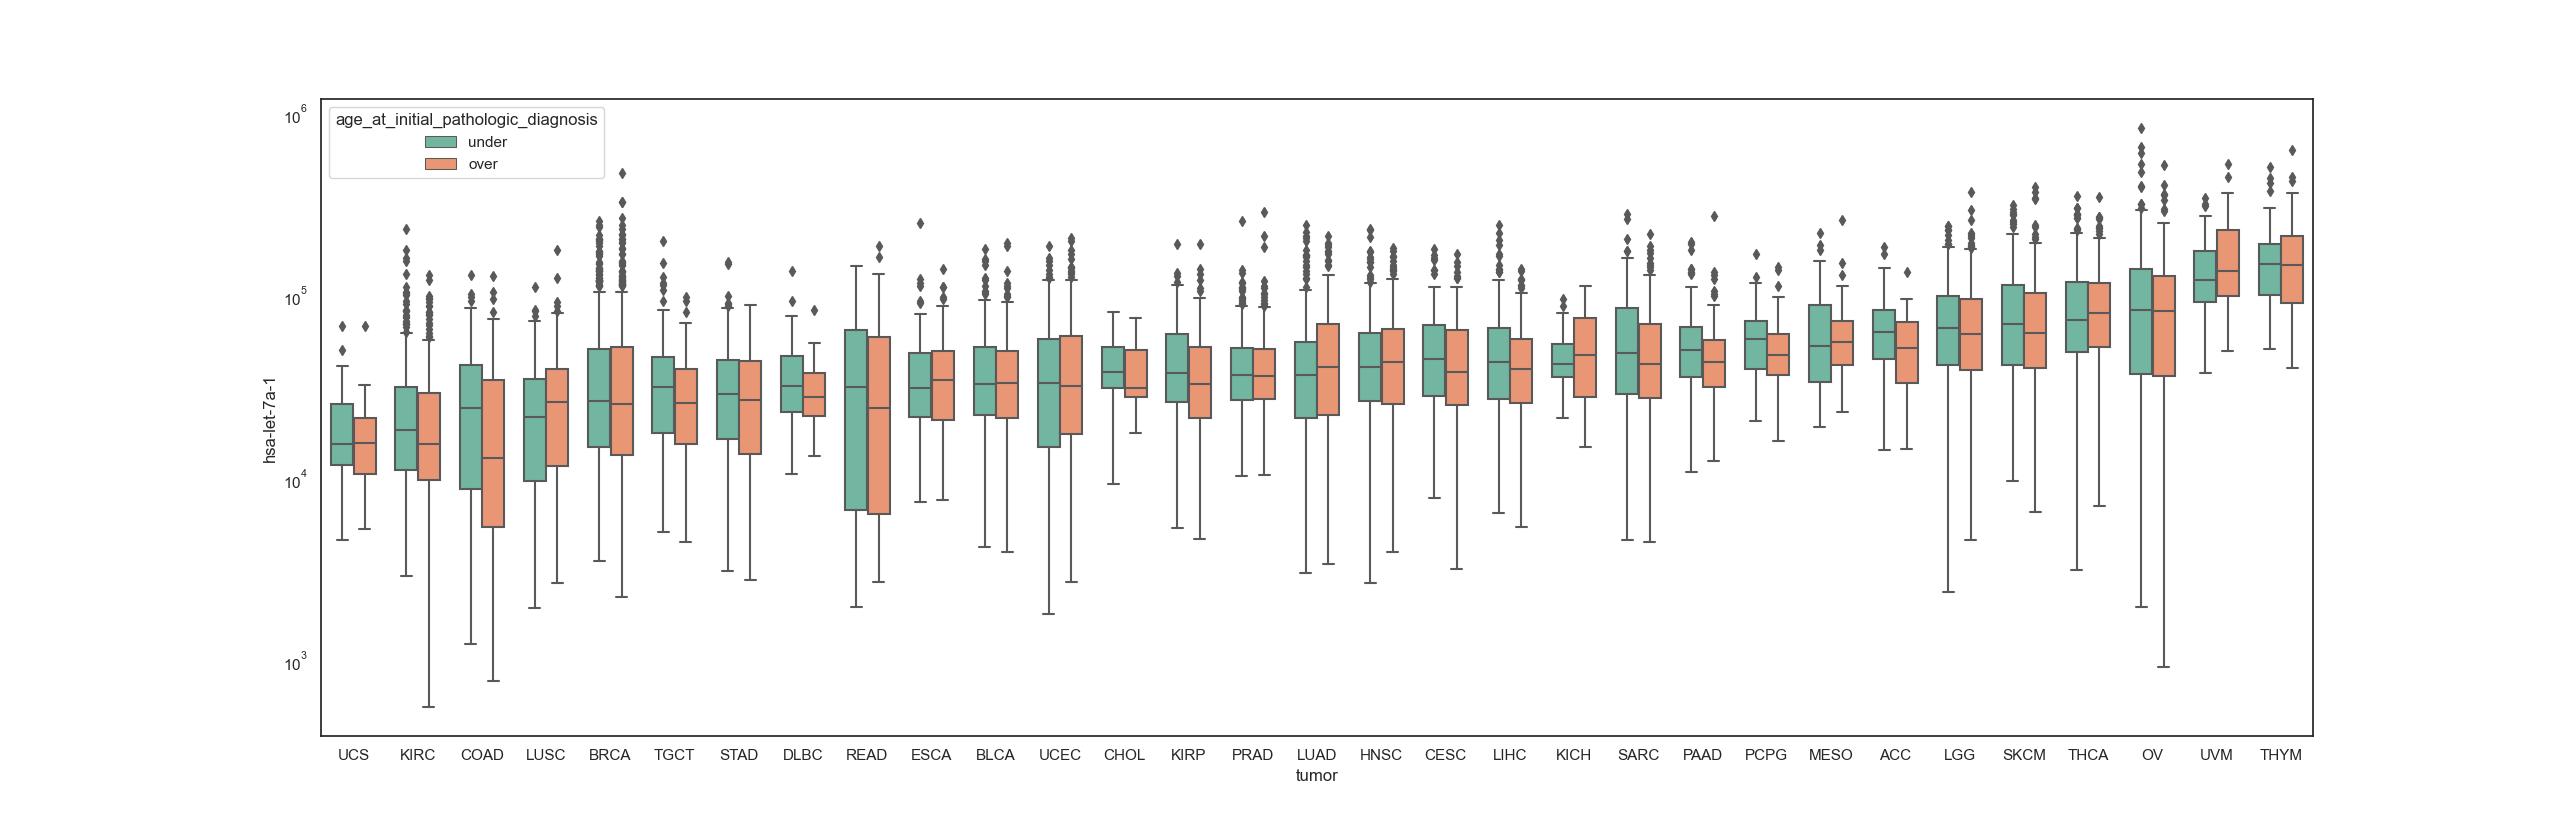 age_at_initial_pathologic_diagnosis
under
over
10^6
10^5
10^4
10^3
hsa-let-7a-1
UCS KIRC COAD LUSC BRCA TGCT STAD DLBC READ ESCA BLCA UCEC CHOL KIRP PRAD LUAD HNSC CESC LIHC KICH SARC PAAD PCPG MESO ACC LGG SKCM THCA OV UVM THYM
tumor